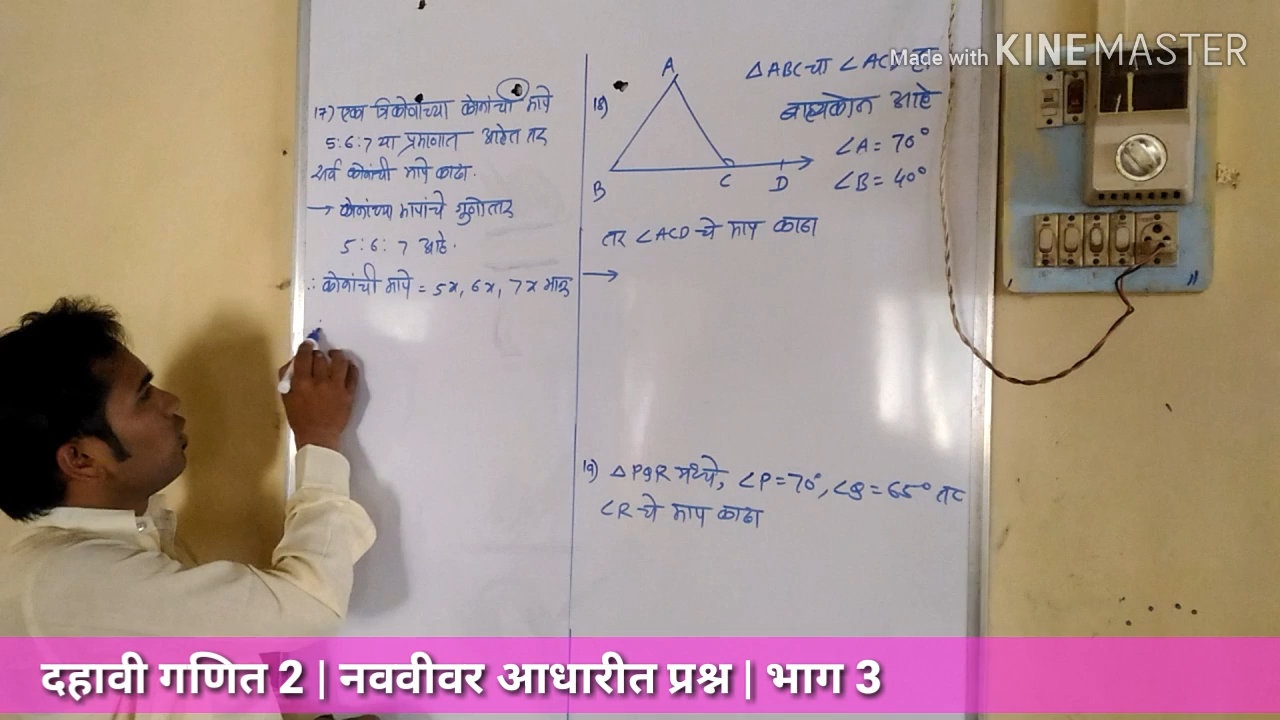 Made with KINEMASTER
17) एका त्रिकोणाच्या कोनांची मापे
5:6:7 या प्रमाणात आहेत तर
सर्व कोनांची मापे काढा.
→ कोनांच्या मापांचे गुणोत्तर
5:6:7 आहे.
∴ कोनांची मापे = 5x, 6x, 7x मानू
18)
A
B
C
D
△ABC चा ∠ACD हा
बाह्यकोन आहे
∠A = 70°
∠B = 40°
तर ∠ACD चे माप काढा
→
19) △PQR मध्ये, ∠P = 70°, ∠Q = 65° तर
∠R चे माप काढा
दहावी गणित 2 | नववीवर आधारीत प्रश्न | भाग 3